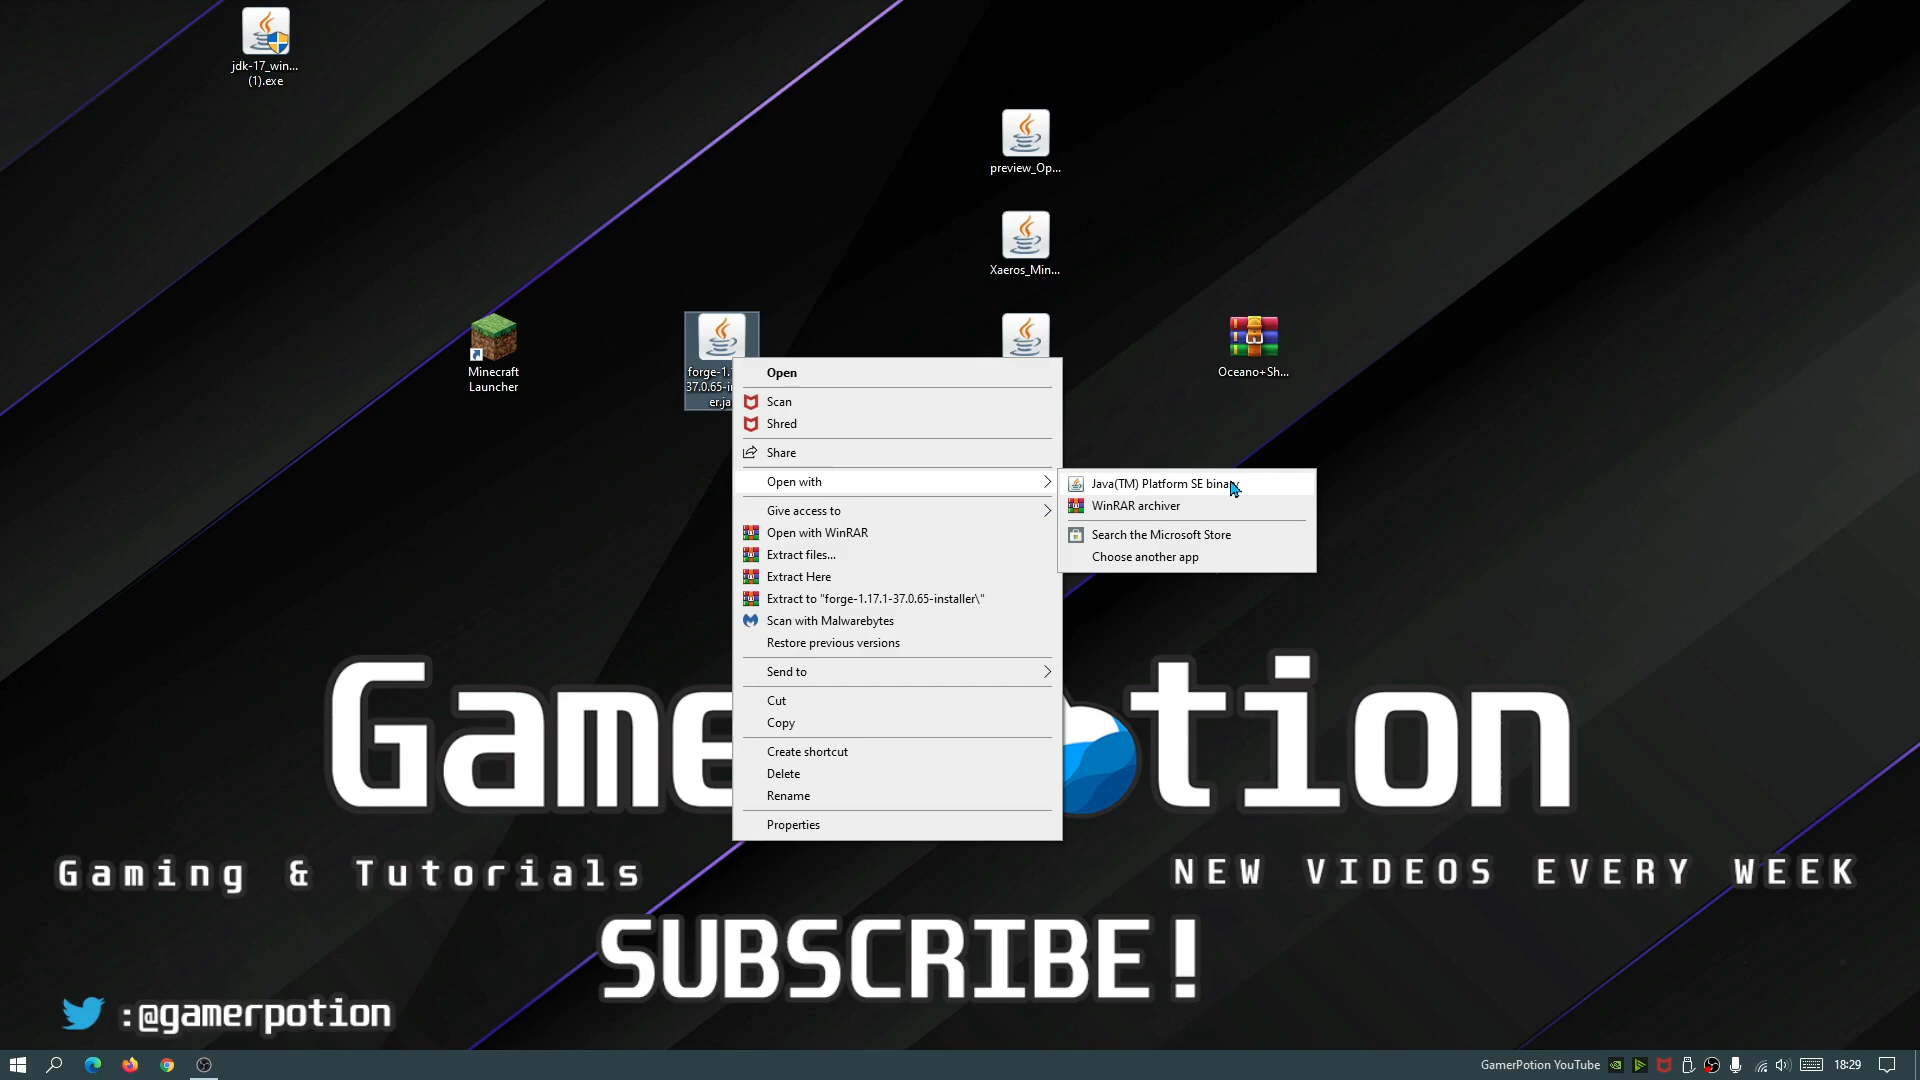 jdk-17_win...
(1).exe
preview_Op...
Xaeros_Min...
Minecraft
Launcher
forge-1.1
37.0.65-in
er.ja
Oceano+Sh...
Open
Scan
Shred
Share
Open with
Give access to
Open with WinRAR
Extract files...
Extract Here
Extract to "forge-1.17.1-37.0.65-installer\"
Scan with Malwarebytes
Restore previous versions
Send to
Cut
Copy
Create shortcut
Delete
Rename
Properties
Java(TM) Platform SE binary
WinRAR archiver
Search the Microsoft Store
Choose another app
Game tion
Gaming & Tutorials
NEW VIDEOS EVERY WEEK
SUBSCRIBE!
:@gamerpotion
GamerPotion YouTube
18:29